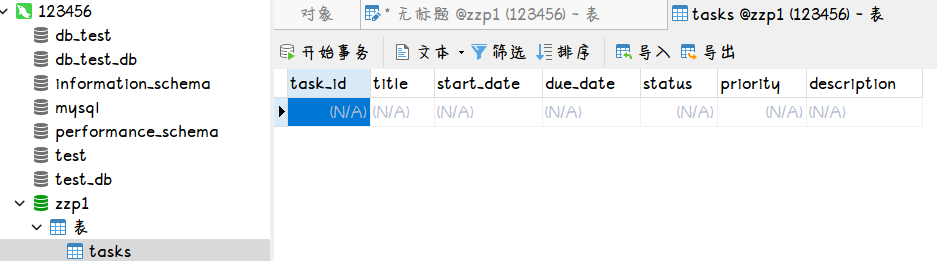 123456
db_test
db_test_db
information_schema
mysql
performance_schema
test
test_db
zzp1
表
tasks
对象
* 无标题 @zzp1 (123456) - 表
tasks @zzp1 (123456) - 表
开始事务 文本 筛选 排序 导入 导出
task_id title start_date due_date status priority description
(N/A) (N/A) (N/A) (N/A) (N/A) (N/A) (N/A)